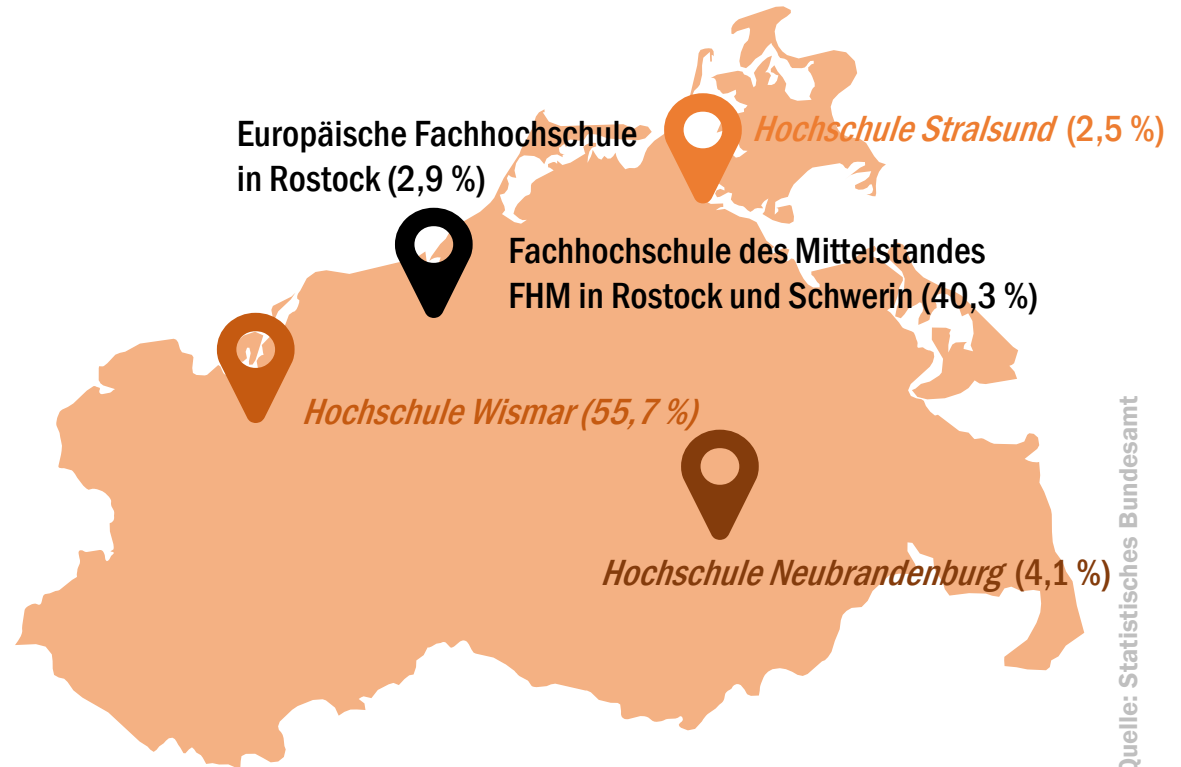 Europäische Fachhochschule
in Rostock (2,9 %)
Hochschule Stralsund (2,5 %)
Fachhochschule des Mittelstandes
FHM in Rostock und Schwerin (40,3 %)
Hochschule Wismar (55,7 %)
Hochschule Neubrandenburg (4,1 %)
Quelle: Statistisches Bundesamt